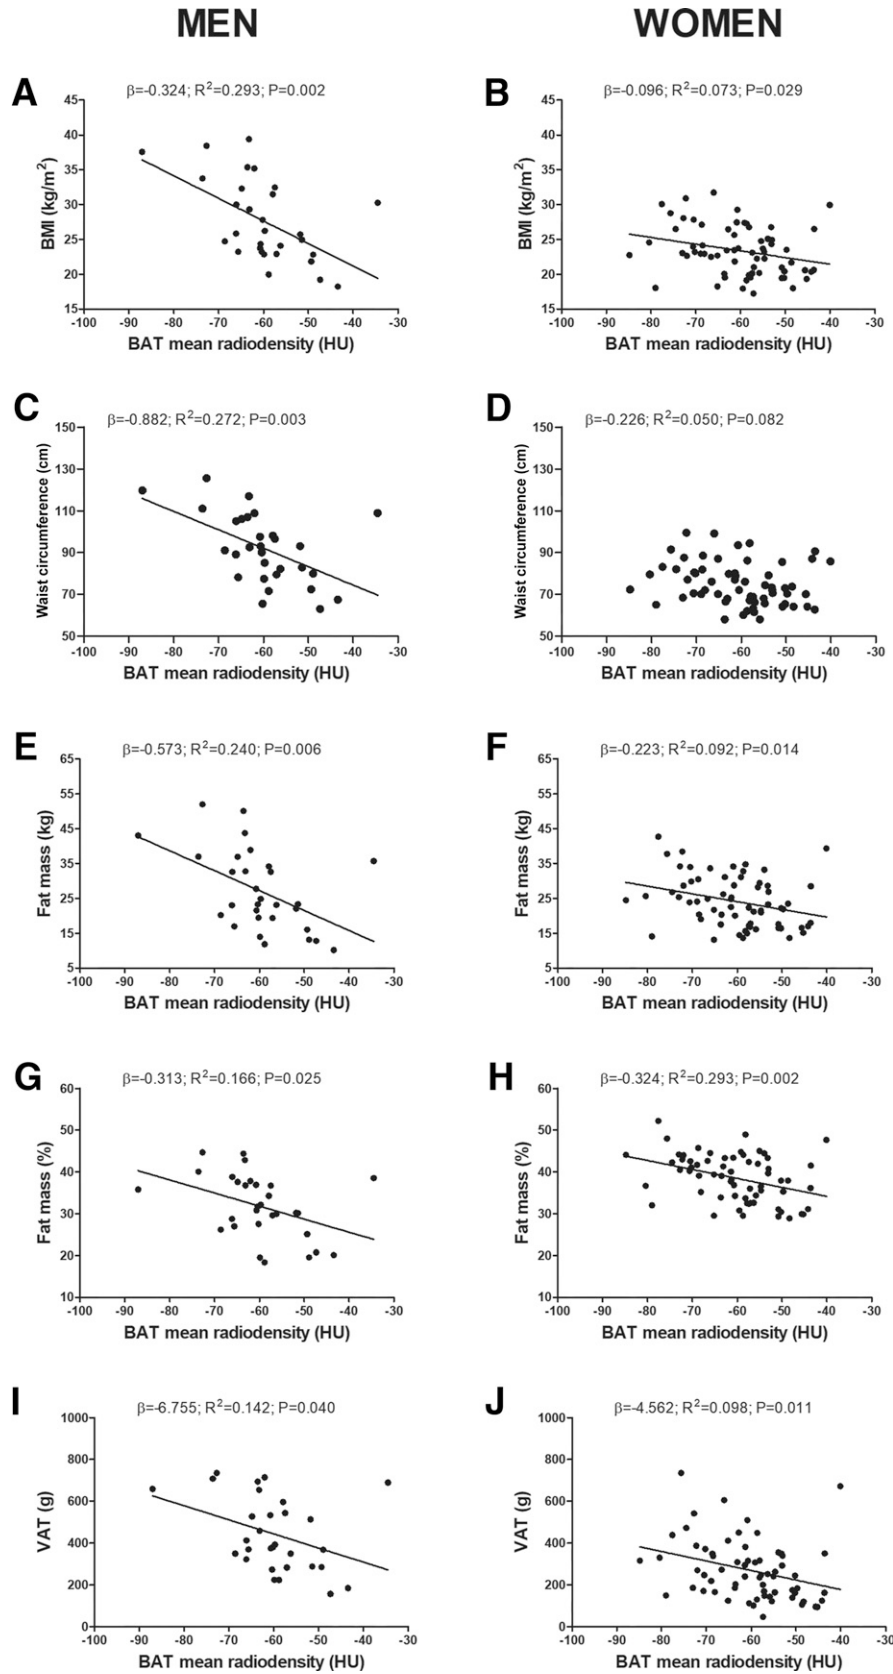 MEN
WOMEN
A
β=-0.324; R²=0.293; P=0.002
45
40
35
30
25
20
15
BMI (kg/m²)
-100 -90 -80 -70 -60 -50 -40 -30
BAT mean radiodensity (HU)
B
β=-0.096; R²=0.073; P=0.029
45
40
35
30
25
20
15
BMI (kg/m²)
-100 -90 -80 -70 -60 -50 -40 -30
BAT mean radiodensity (HU)
C
β=-0.882; R²=0.272; P=0.003
150
130
110
90
70
50
Waist circumference (cm)
-100 -90 -80 -70 -60 -50 -40 -30
BAT mean radiodensity (HU)
D
β=-0.226; R²=0.050; P=0.082
150
130
110
90
70
50
Waist circumference (cm)
-100 -90 -80 -70 -60 -50 -40 -30
BAT mean radiodensity (HU)
E
β=-0.573; R²=0.240; P=0.006
65
55
45
35
25
15
5
Fat mass (kg)
-100 -90 -80 -70 -60 -50 -40 -30
BAT mean radiodensity (HU)
F
β=-0.223; R²=0.092; P=0.014
65
55
45
35
25
15
5
Fat mass (kg)
-100 -90 -80 -70 -60 -50 -40 -30
BAT mean radiodensity (HU)
G
β=-0.313; R²=0.166; P=0.025
60
50
40
30
20
10
Fat mass (%)
-100 -90 -80 -70 -60 -50 -40 -30
BAT mean radiodensity (HU)
H
β=-0.324; R²=0.293; P=0.002
60
50
40
30
20
10
Fat mass (%)
-100 -90 -80 -70 -60 -50 -40 -30
BAT mean radiodensity (HU)
I
β=-6.755; R²=0.142; P=0.040
1000
800
600
400
200
0
VAT (g)
-100 -90 -80 -70 -60 -50 -40 -30
BAT mean radiodensity (HU)
J
β=-4.562; R²=0.098; P=0.011
1000
800
600
400
200
0
VAT (g)
-100 -90 -80 -70 -60 -50 -40 -30
BAT mean radiodensity (HU)